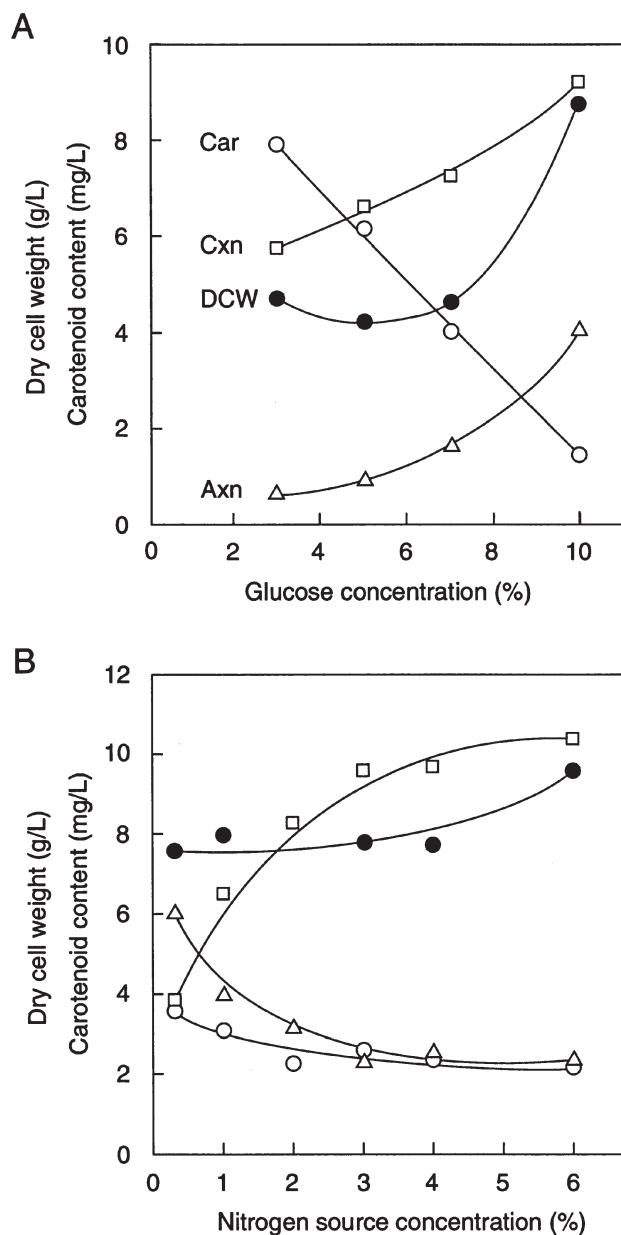 A
Dry cell weight (g/L)
Carotenoid content (mg/L)
10
8
6
4
2
0
Car
Cxn
DCW
Axn
0 2 4 6 8 10
Glucose concentration (%)
B
Dry cell weight (g/L)
Carotenoid content (mg/L)
12
10
8
6
4
2
0
0 1 2 3 4 5 6
Nitrogen source concentration (%)